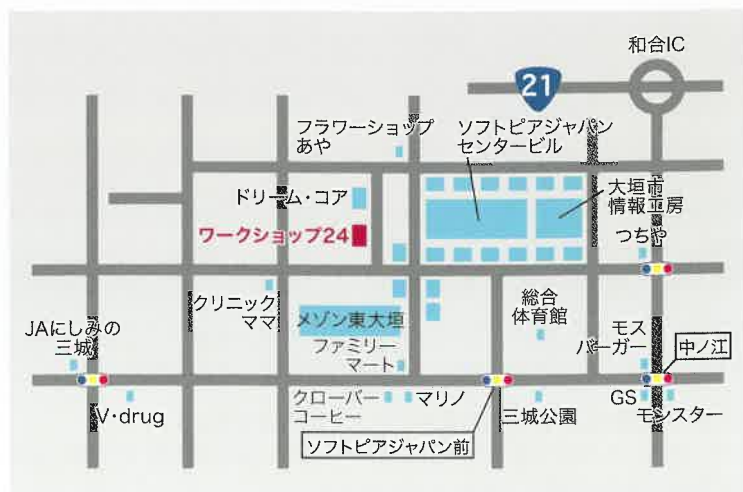 和合IC
21
フラワーショップ
あや
ソフトピアジャパン
センタービル
ドリーム・コア
大垣市
情報工房
ワークショップ24
つちや
クリニック
ママ
メゾン東大垣
総合
体育館
JAにしみの
三城
ファミリー
マート
モス
バーガー
中ノ江
V・drug
クローバー
コーヒー
マリノ
三城公園
GS
モンスター
ソフトピアジャパン前